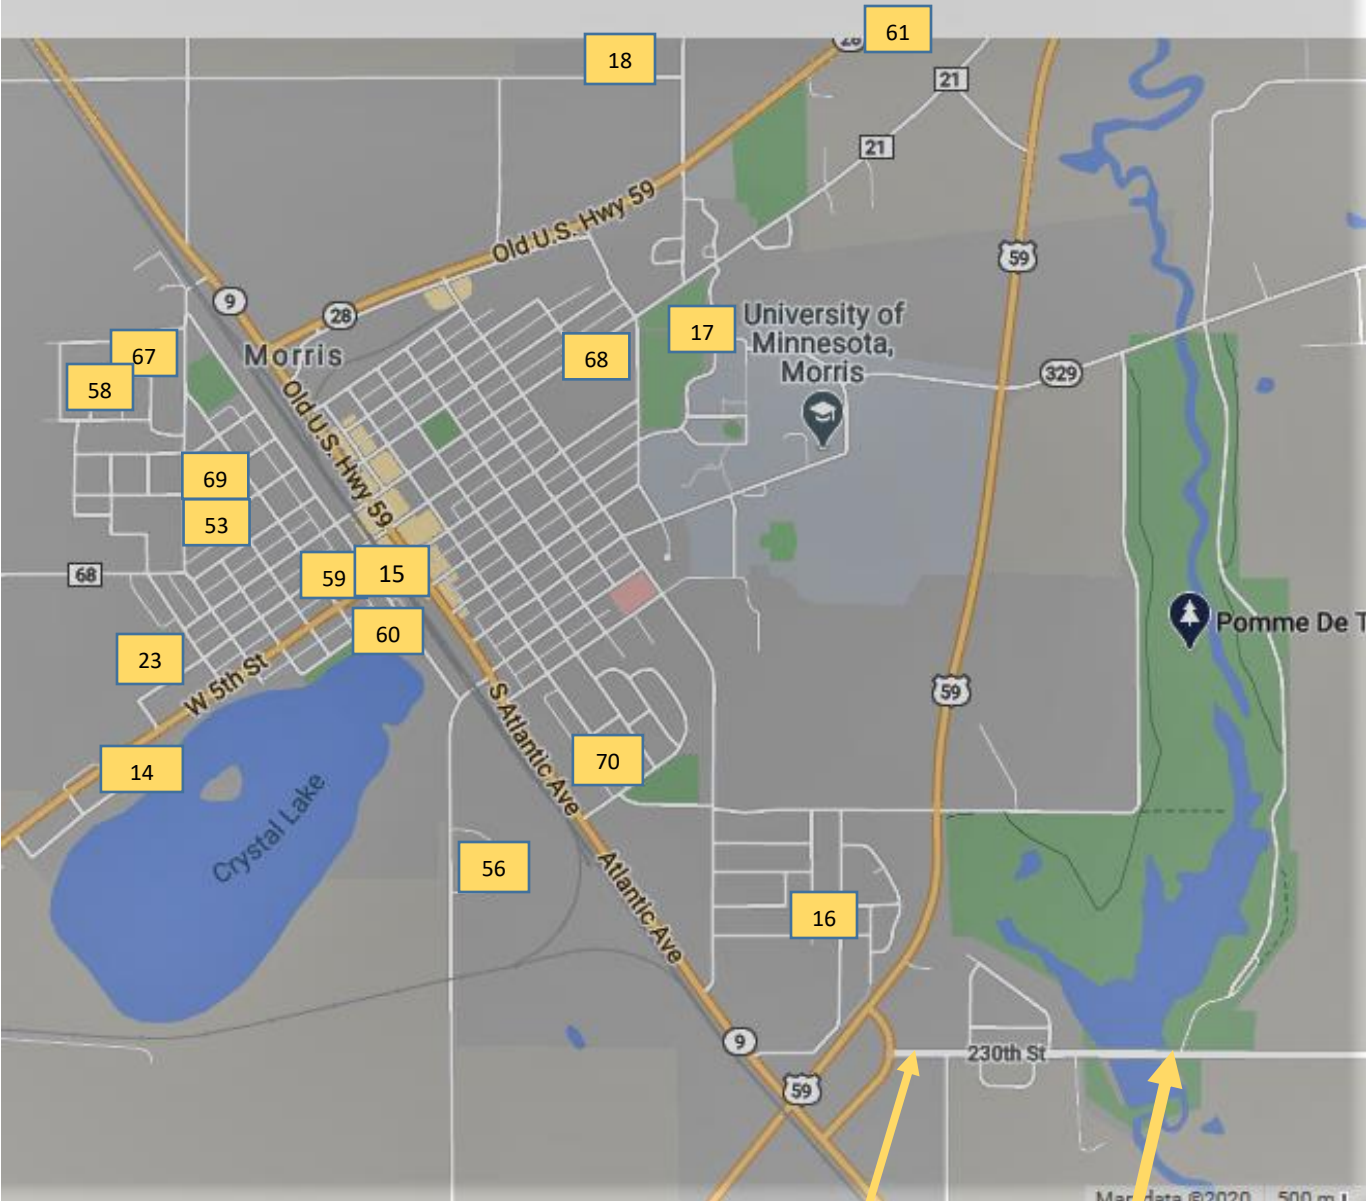 61
28
18
21
21
Old U.S. Hwy 59
59
9
28
17
University of
Minnesota,
Morris
67
Morris
68
58
329
Old U.S. Hwy 59
69
53
68
59
15
60
Pomme De T
23
W 5th St
59
S Atlantic Ave
70
14
Crystal Lake
56
Atlantic Ave
16
9
230th St
59
Map data ©2020
500 m